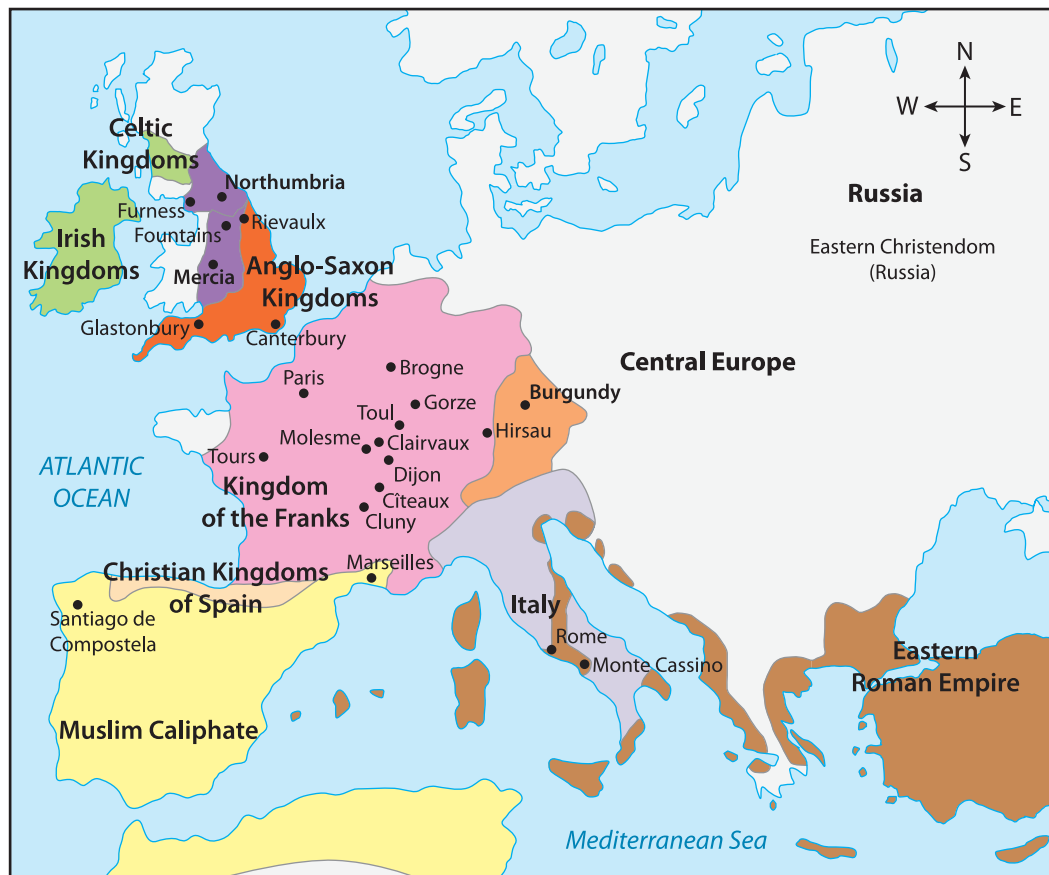 N
W
E
S
Celtic
Kingdoms
Northumbria
Furness
Rievaulx
Fountains
Irish
Kingdoms
Mercia
Anglo-Saxon
Kingdoms
Glastonbury
Canterbury
Russia
Eastern Christendom
(Russia)
Central Europe
Paris
Brogne
Burgundy
Gorze
Toul
Hirsau
Molesme
Clairvaux
Tours
Dijon
Kingdom
of the Franks
Cîteaux
Cluny
ATLANTIC
OCEAN
Marseilles
Christian Kingdoms
of Spain
Santiago de
Compostela
Italy
Rome
Monte Cassino
Eastern
Roman Empire
Muslim Caliphate
Mediterranean Sea